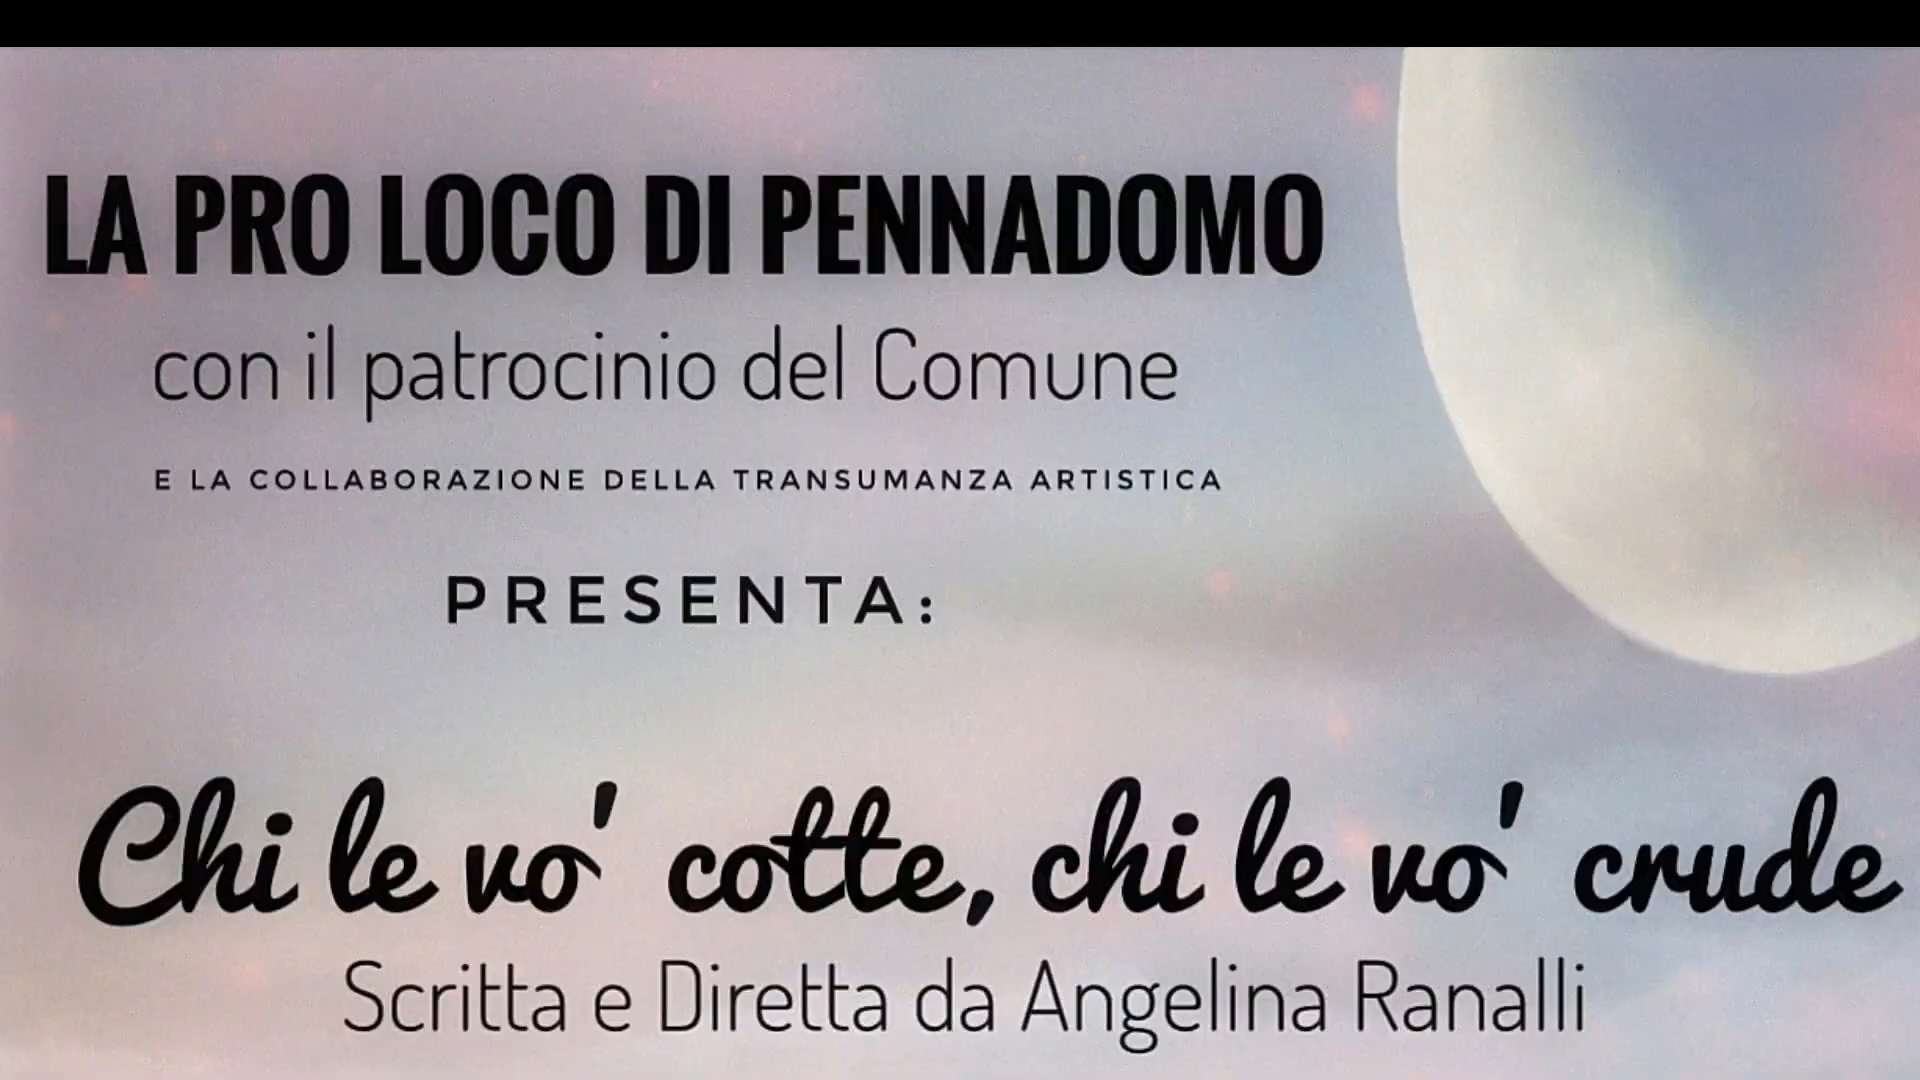 LA PRO LOCO DI PENNADOMO
con il patrocinio del Comune
E LA COLLABORAZIONE DELLA TRANSUMANZA ARTISTICA
PRESENTA:
Chi le vo' cotte, chi le vo' crude
Scritta e Diretta da Angelina Ranalli